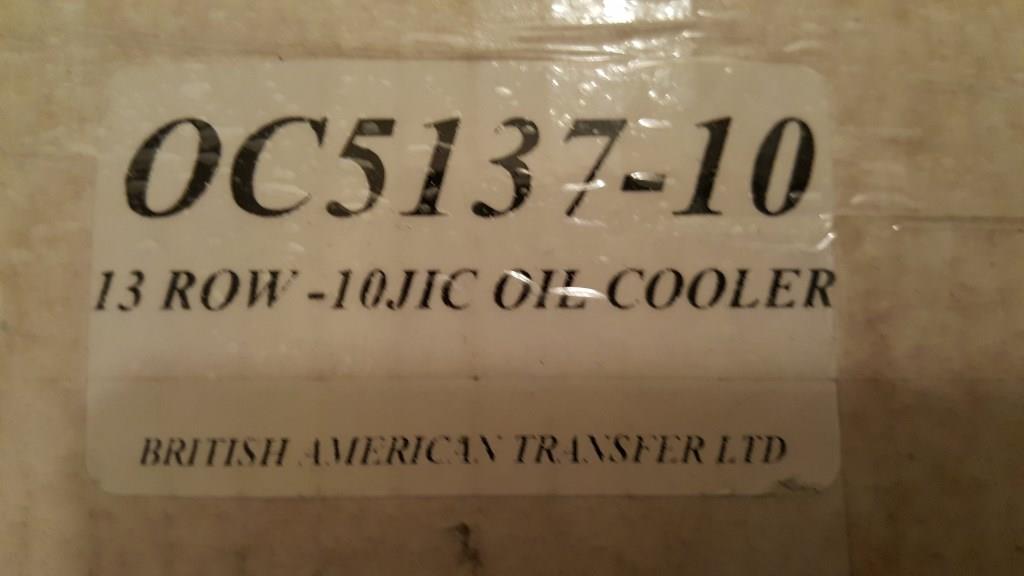 OC5137-10
13 ROW -10JIC OIL COOLER
BRITISH AMERICAN TRANSFER LTD